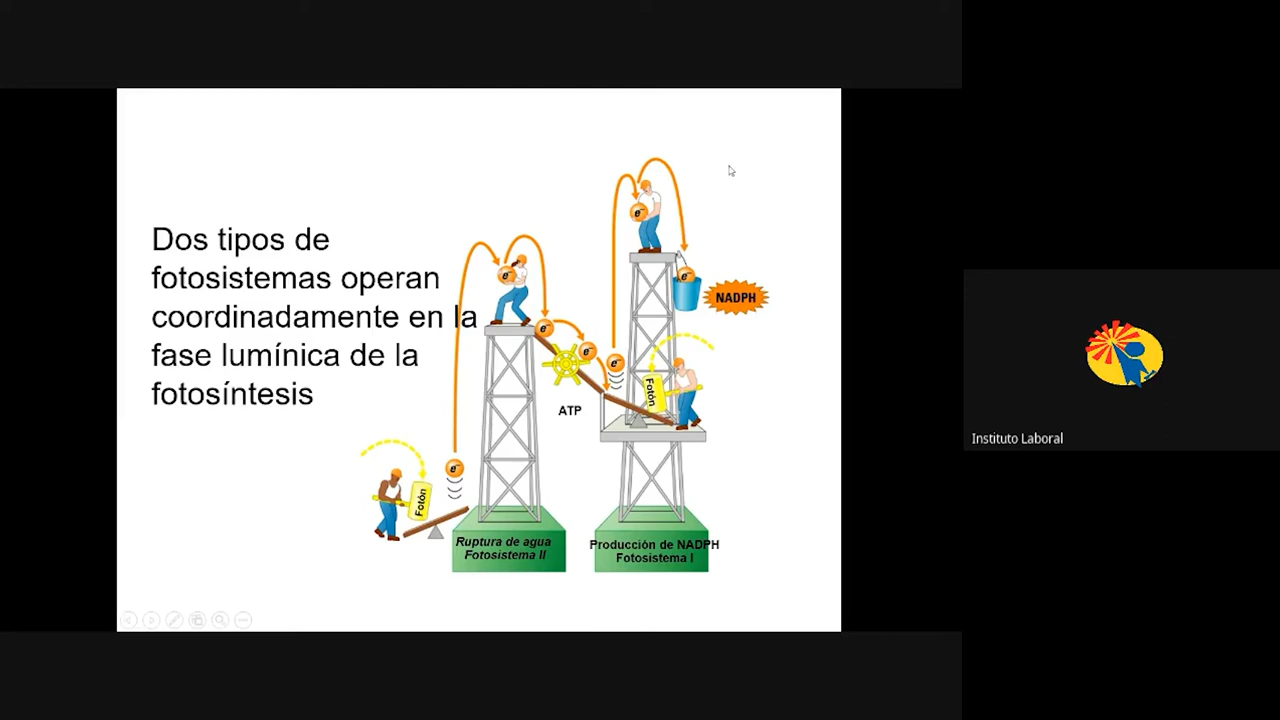 Dos tipos de
fotosistemas operan
coordinadamente en la
fase lumínica de la
fotosíntesis
e⁻
e⁻
e⁻
e⁻
e⁻
e⁻
e⁻
NADPH
Fotón
ATP
Fotón
Ruptura de agua
Fotosistema II
Producción de NADPH
Fotosistema I
Instituto Laboral